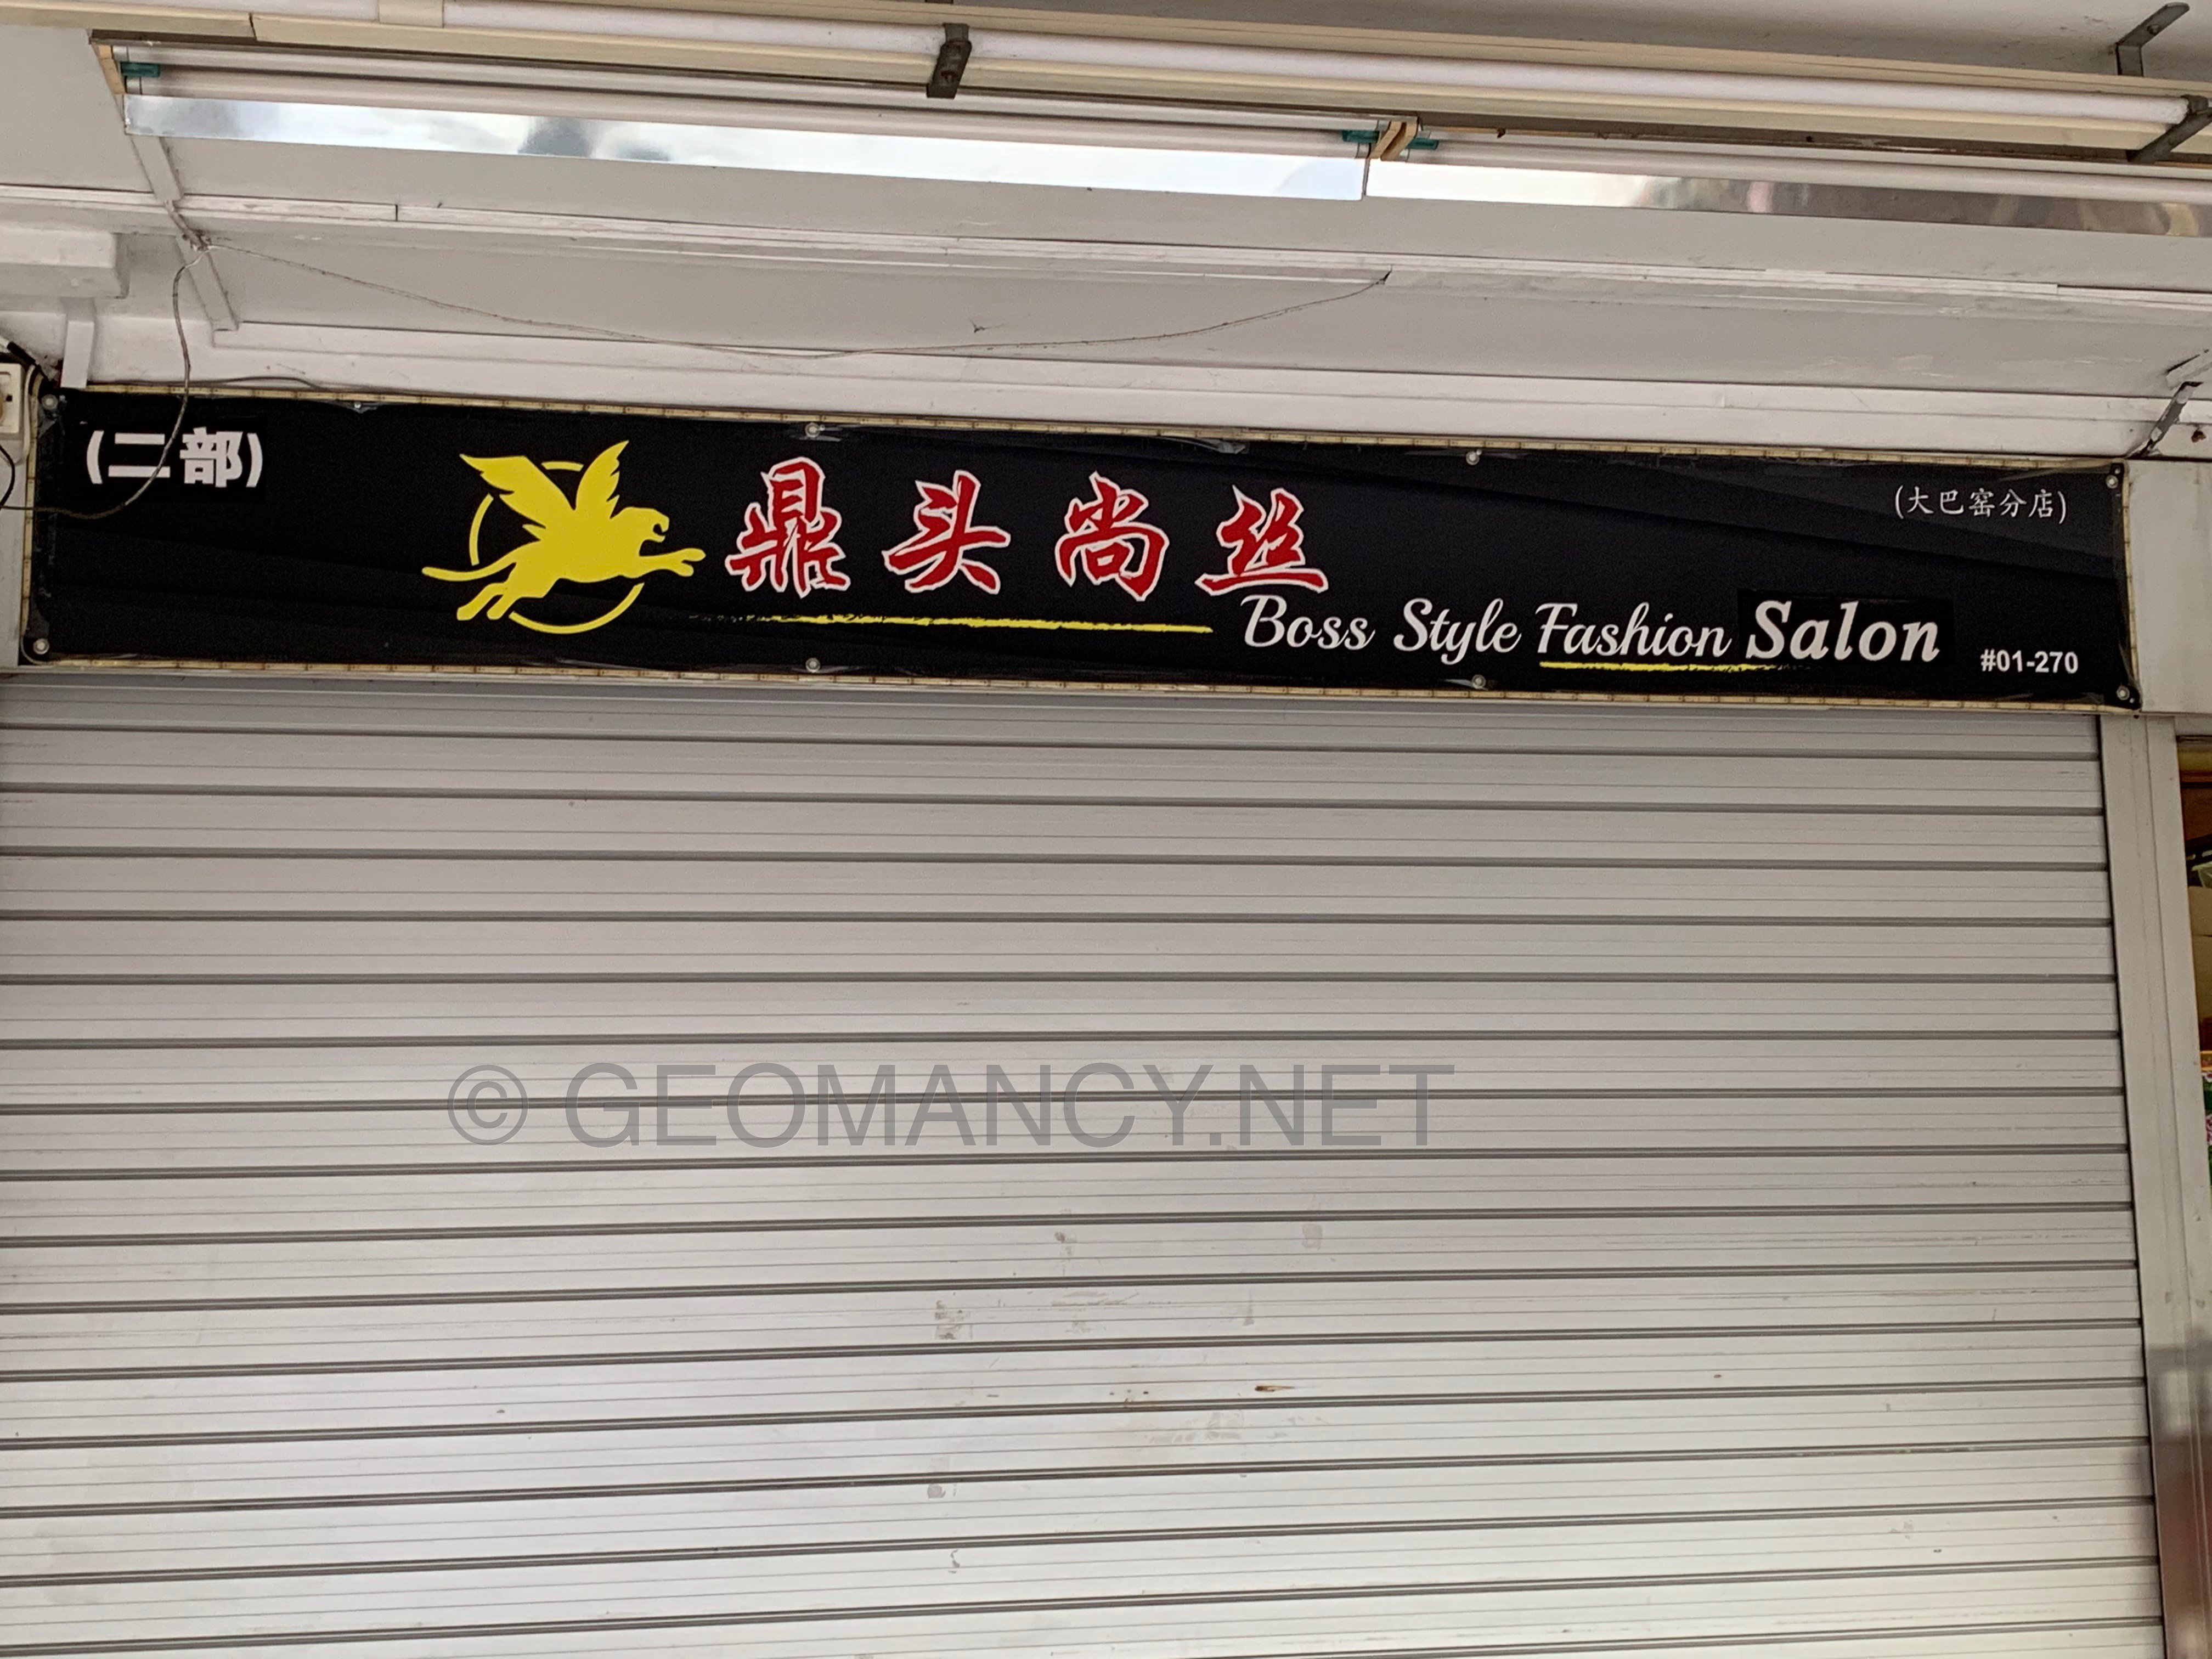 (二部)
鼎头尚丝
(大巴窑分店)
Boss Style Fashion Salon
#01-270
© GEOMANCY.NET